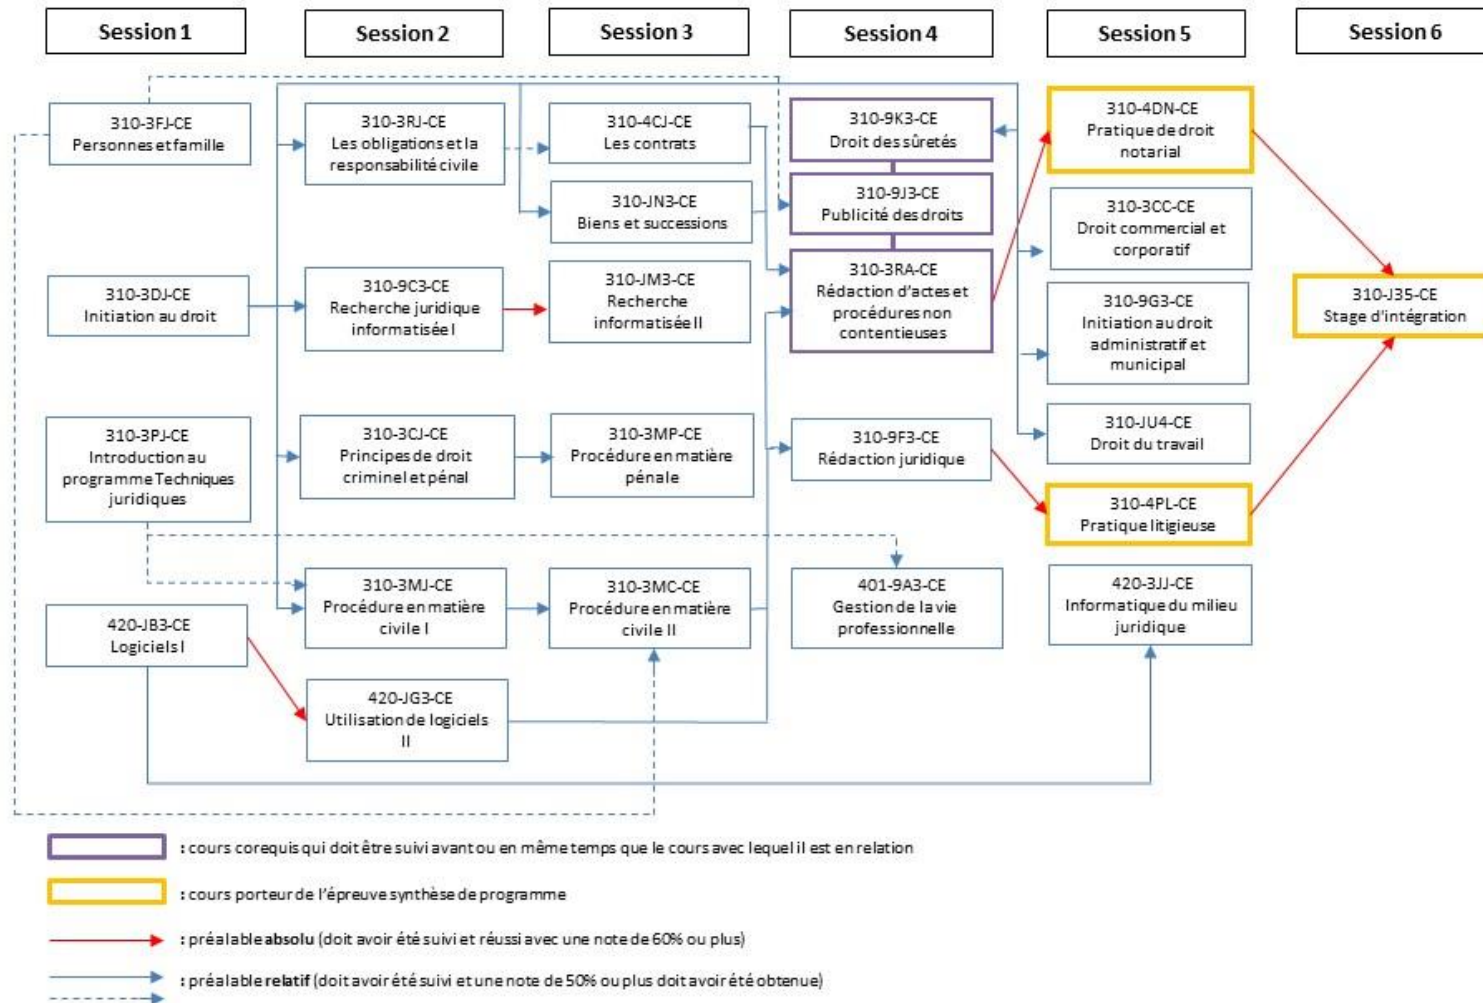 Session 1
Session 2
Session 3
Session 4
Session 5
Session 6
310-3FJ-CE
Personnes et famille
310-3DJ-CE
Initiation au droit
310-3PJ-CE
Introduction au
programme Techniques
juridiques
420-JB3-CE
Logiciels I
310-3RJ-CE
Les obligations et la
responsabilité civile
310-9C3-CE
Recherche juridique
informatisée I
310-3CJ-CE
Principes de droit
criminel et pénal
310-3MJ-CE
Procédure en matière
civile I
420-JG3-CE
Utilisation de logiciels
II
310-4CJ-CE
Les contrats
310-JN3-CE
Biens et successions
310-JM3-CE
Recherche
informatisée II
310-3MP-CE
Procédure en matière
pénale
310-3MC-CE
Procédure en matière
civile II
310-9K3-CE
Droit des sûretés
310-9J3-CE
Publicité des droits
310-3RA-CE
Rédaction d'actes et
procédures non
contentieuses
310-9F3-CE
Rédaction juridique
401-9A3-CE
Gestion de la vie
professionnelle
310-4DN-CE
Pratique de droit
notarial
310-3CC-CE
Droit commercial et
corporatif
310-9G3-CE
Initiation au droit
administratif et
municipal
310-JU4-CE
Droit du travail
310-4PL-CE
Pratique litigieuse
420-3JJ-CE
Informatique du milieu
juridique
310-J35-CE
Stage d'intégration
: cours corequis qui doit être suivi avant ou en même temps que le cours avec lequel il est en relation
: cours porteur de l'épreuve synthèse de programme
: préalable absolu (doit avoir été suivi et réussi avec une note de 60% ou plus)
: préalable relatif (doit avoir été suivi et une note de 50% ou plus doit avoir été obtenue)